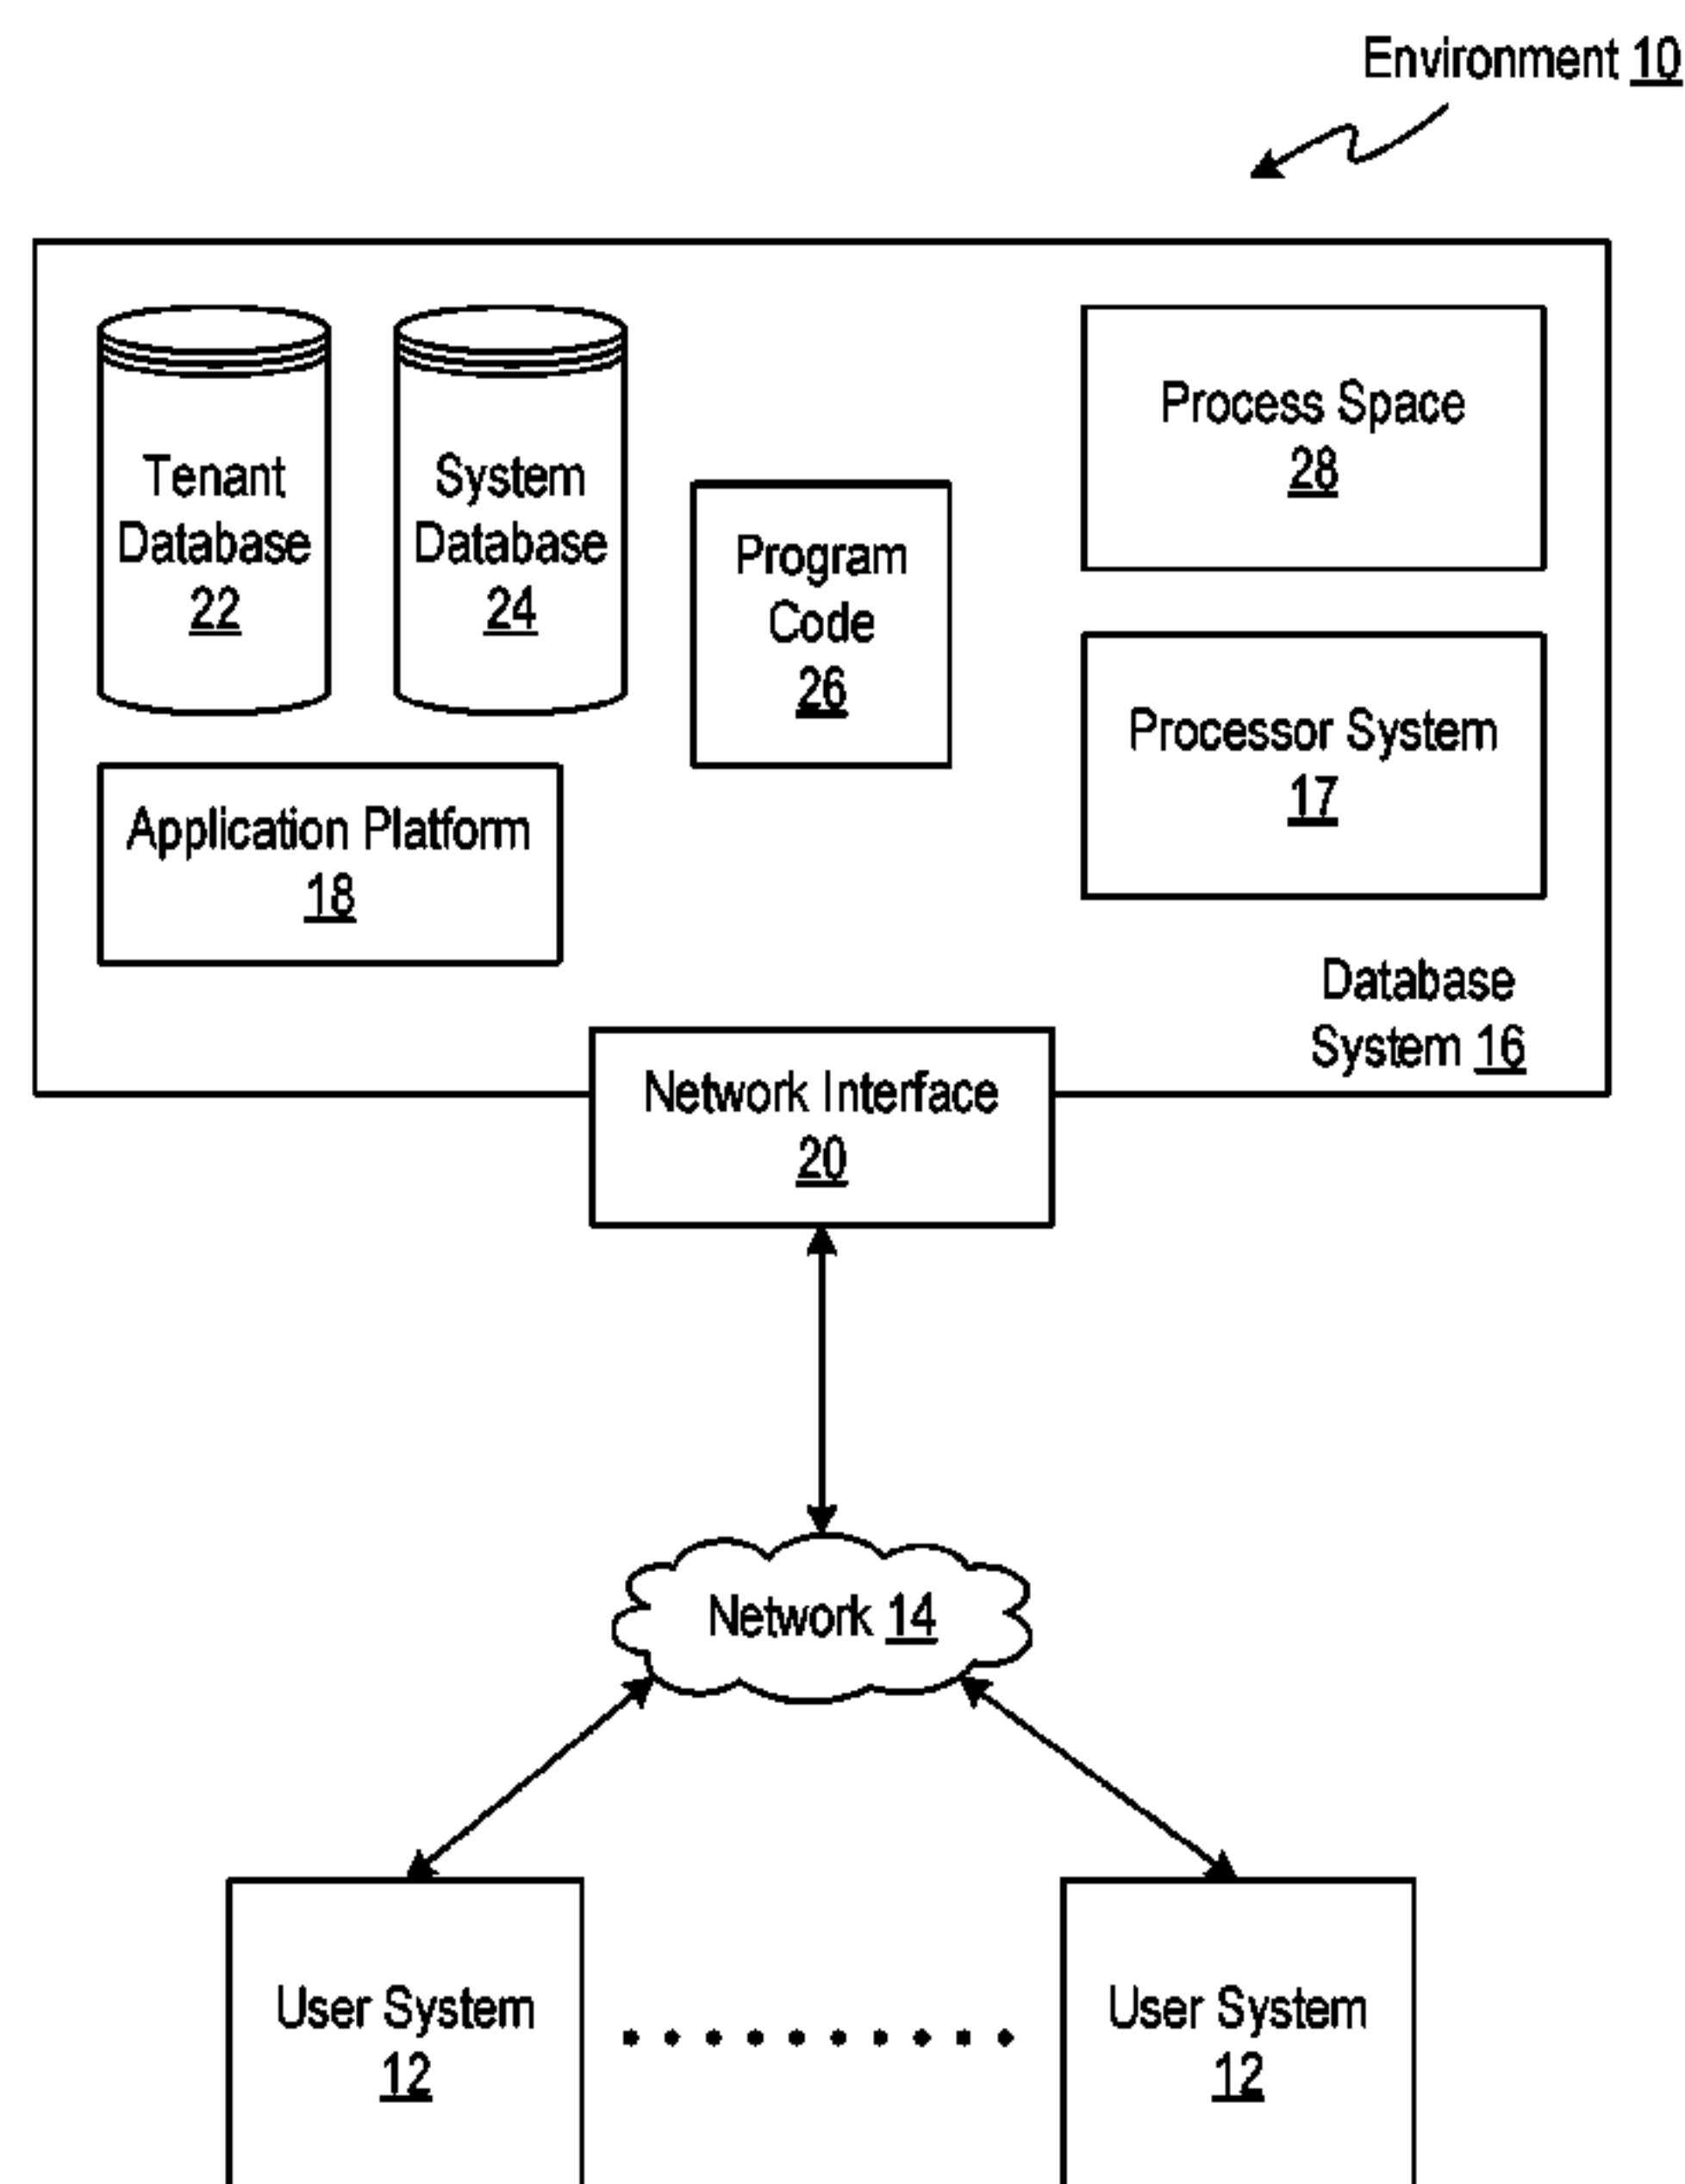 Environment 10
Tenant
Database
22
System
Database
24
Program
Code
26
Process Space
28
Processor System
17
Application Platform
18
Database
System 16
Network Interface
20
Network 14
User System
12
User System
12